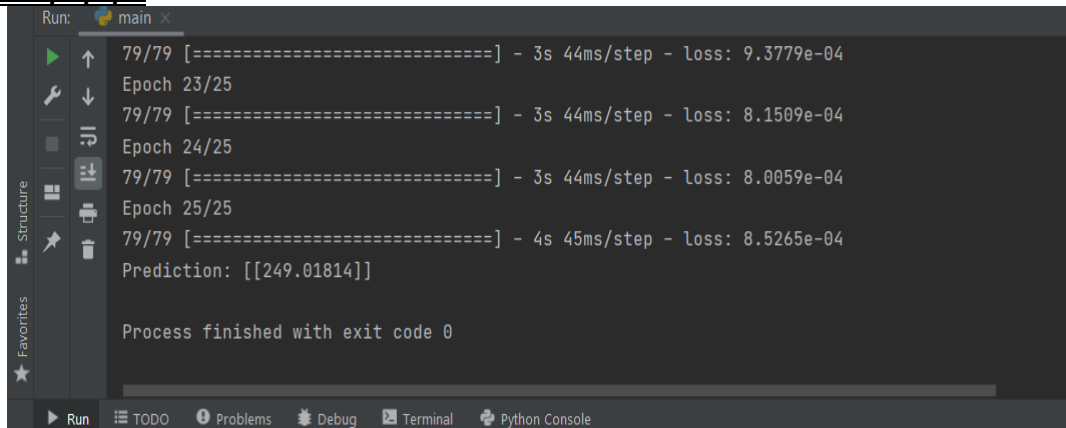 Run: main ×
79/79 [==============================] - 3s 44ms/step - loss: 9.3779e-04
Epoch 23/25
79/79 [==============================] - 3s 44ms/step - loss: 8.1509e-04
Epoch 24/25
79/79 [==============================] - 3s 44ms/step - loss: 8.0059e-04
Epoch 25/25
79/79 [==============================] - 4s 45ms/step - loss: 8.5265e-04
Prediction: [[249.01814]]
Process finished with exit code 0
Structure
Favorites
Run TODO Problems Debug Terminal Python Console